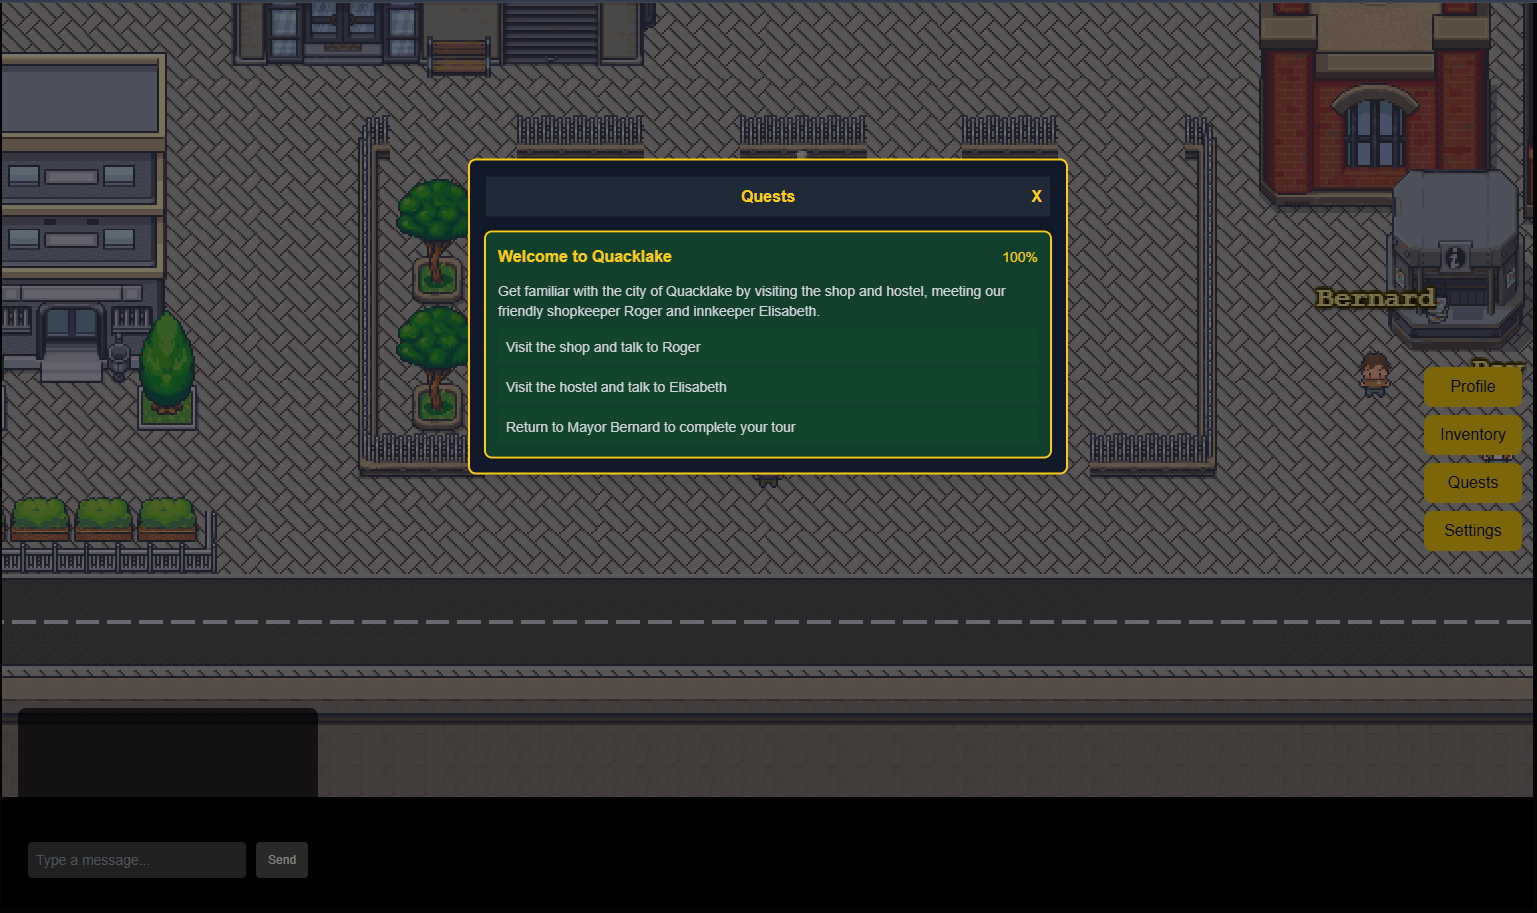 Quests
X
Welcome to Quacklake
100%
Get familiar with the city of Quacklake by visiting the shop and hostel, meeting our
friendly shopkeeper Roger and innkeeper Elisabeth.
Visit the shop and talk to Roger
Visit the hostel and talk to Elisabeth
Return to Mayor Bernard to complete your tour
Bernard
Profile
Inventory
Quests
Settings
Type a message...
Send